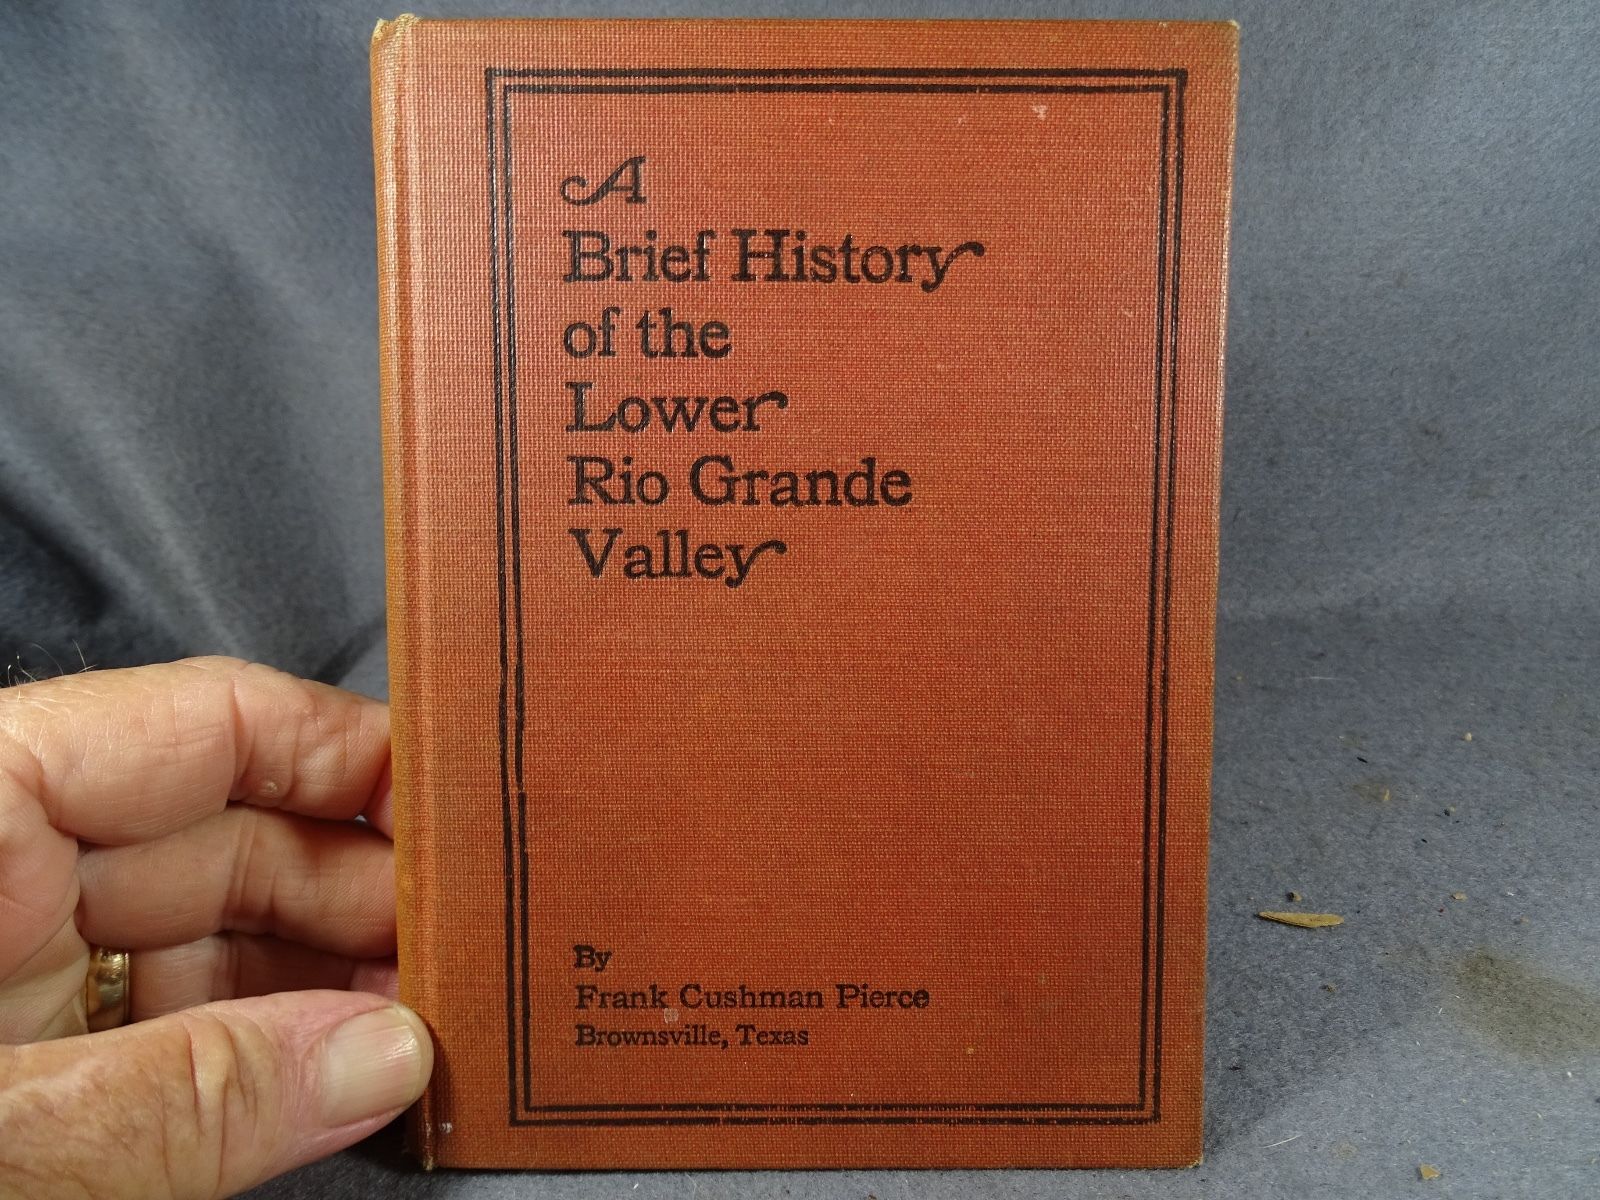 A
Brief History
of the
Lower
Rio Grande
Valley
By
Frank Cushman Pierce
Brownsville, Texas